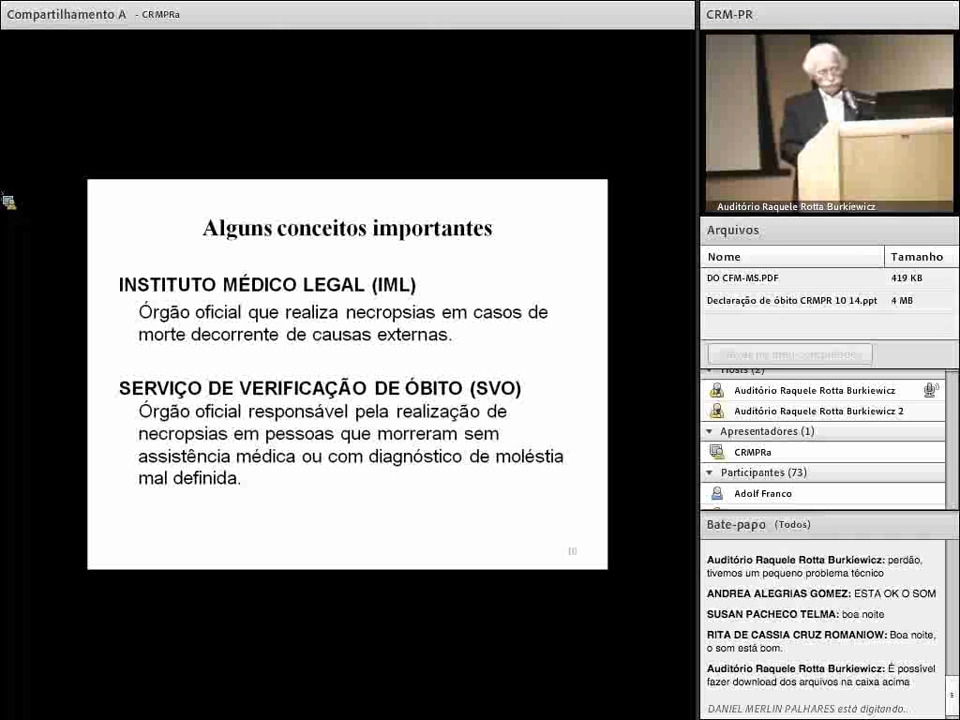 Compartilhamento A - CRMPRa
Alguns conceitos importantes
INSTITUTO MÉDICO LEGAL (IML)
Órgão oficial que realiza necropsias em casos de
morte decorrente de causas externas.
SERVIÇO DE VERIFICAÇÃO DE ÓBITO (SVO)
Órgão oficial responsável pela realização de
necropsias em pessoas que morreram sem
assistência médica ou com diagnóstico de moléstia
mal definida.
10
CRM-PR
Auditório Raquele Rotta Burkiewicz
Arquivos
Nome Tamanho
DO CFM-MS.PDF 419 KB
Declaração de óbito CRMPR 10 14.ppt 4 MB
Hosts (2)
Auditório Raquele Rotta Burkiewicz
Auditório Raquele Rotta Burkiewicz 2
Apresentadores (1)
CRMPRa
Participantes (73)
Adolf Franco
Bate-papo (Todos)
Auditório Raquele Rotta Burkiewicz: perdão,
tivemos um pequeno problema técnico
ANDREA ALEGRIAS GOMEZ: ESTA OK O SOM
SUSAN PACHECO TELMA: boa noite
RITA DE CASSIA CRUZ ROMANIOW: Boa noite,
o som está bom.
Auditório Raquele Rotta Burkiewicz: É possível
fazer download dos arquivos na caixa acima
DANIEL MERLIN PALHARES está digitando..